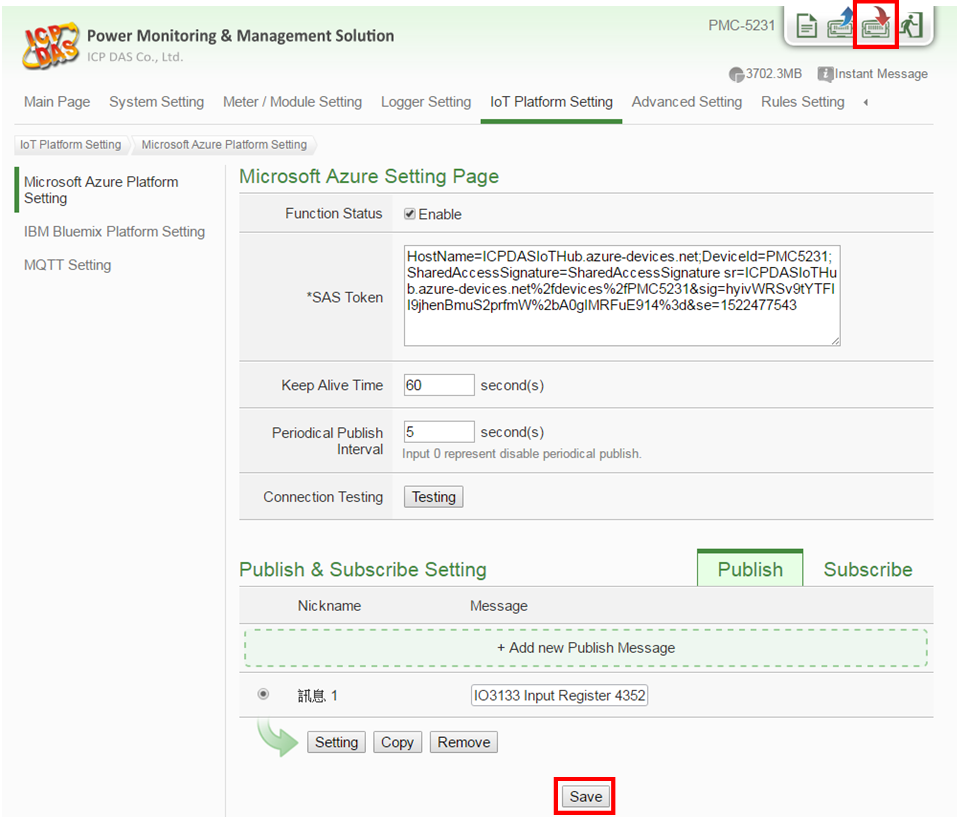 ICP DAS
Power Monitoring & Management Solution
ICP DAS Co., Ltd.
PMC-5231
3702.3MB
Instant Message
Main Page System Setting Meter / Module Setting Logger Setting IoT Platform Setting Advanced Setting Rules Setting
IoT Platform Setting Microsoft Azure Platform Setting
Microsoft Azure Platform
Setting
IBM Bluemix Platform Setting
MQTT Setting
Microsoft Azure Setting Page
Function Status Enable
*SAS Token
HostName=ICPDASIoTHub.azure-devices.net;DeviceId=PMC5231;
SharedAccessSignature=SharedAccessSignature sr=ICPDASIoTHu
b.azure-devices.net%2fdevices%2fPMC5231&sig=hyivWRSv9tYTFI
I9jhenBmuS2prfmW%2bA0gIMRFuE914%3d&se=1522477543
Keep Alive Time 60 second(s)
Periodical Publish
Interval
5 second(s)
Input 0 represent disable periodical publish.
Connection Testing Testing
Publish & Subscribe Setting Publish Subscribe
Nickname Message
+ Add new Publish Message
訊息 1 IO3133 Input Register 4352
Setting Copy Remove
Save